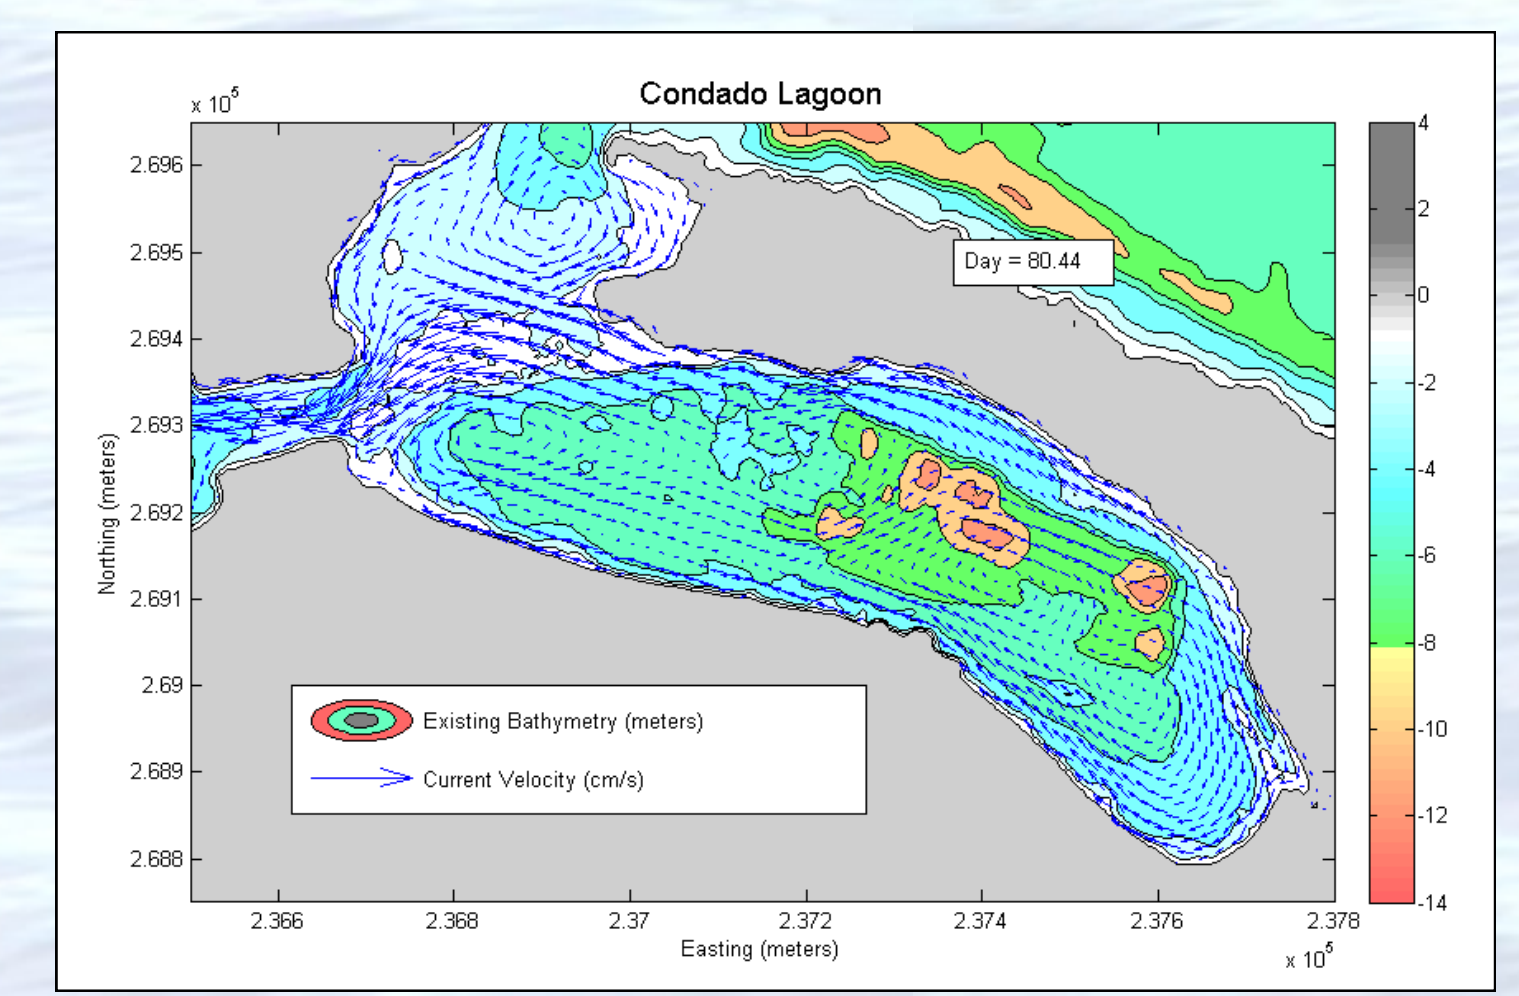 Condado Lagoon
x 10^5
2.696
2.695
2.694
2.693
2.692
2.691
2.69
2.689
2.688
Northing (meters)
Day = 80.44
Existing Bathymetry (meters)
Current Velocity (cm/s)
2.366 2.368 2.37 2.372 2.374 2.376 2.378
Easting (meters)
x 10^5
4
2
0
-2
-4
-6
-8
-10
-12
-14